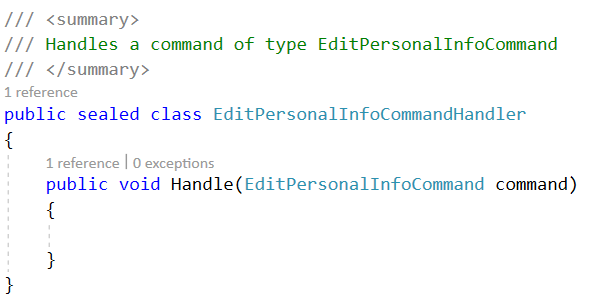 /// <summary>
/// Handles a command of type EditPersonalInfoCommand
/// </summary>
1 reference
public sealed class EditPersonalInfoCommandHandler
{
1 reference | 0 exceptions
public void Handle(EditPersonalInfoCommand command)
{
}
}